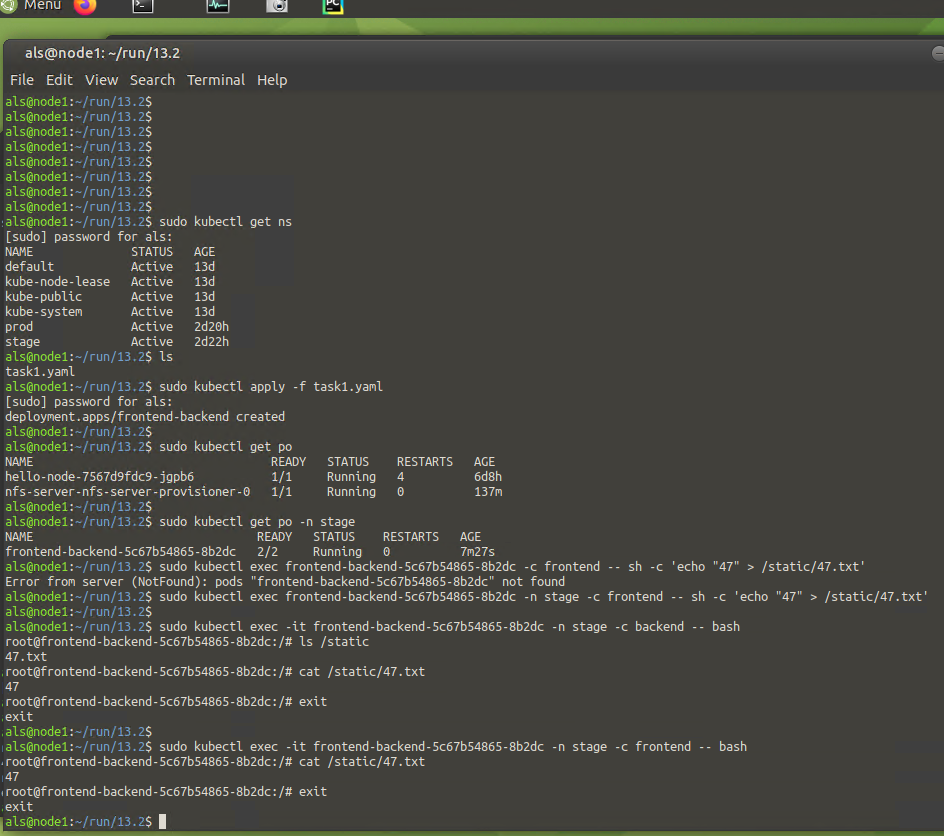 Menu
PC
als@node1: ~/run/13.2
File Edit View Search Terminal Help
als@node1:~/run/13.2$
als@node1:~/run/13.2$
als@node1:~/run/13.2$
als@node1:~/run/13.2$
als@node1:~/run/13.2$
als@node1:~/run/13.2$
als@node1:~/run/13.2$
als@node1:~/run/13.2$
als@node1:~/run/13.2$ sudo kubectl get ns
[sudo] password for als:
NAME STATUS AGE
default Active 13d
kube-node-lease Active 13d
kube-public Active 13d
kube-system Active 13d
prod Active 2d20h
stage Active 2d22h
als@node1:~/run/13.2$ ls
task1.yaml
als@node1:~/run/13.2$ sudo kubectl apply -f task1.yaml
[sudo] password for als:
deployment.apps/frontend-backend created
als@node1:~/run/13.2$
als@node1:~/run/13.2$ sudo kubectl get po
NAME READY STATUS RESTARTS AGE
hello-node-7567d9fdc9-jgpb6 1/1 Running 4 6d8h
nfs-server-nfs-server-provisioner-0 1/1 Running 0 137m
als@node1:~/run/13.2$
als@node1:~/run/13.2$ sudo kubectl get po -n stage
NAME READY STATUS RESTARTS AGE
frontend-backend-5c67b54865-8b2dc 2/2 Running 0 7m27s
als@node1:~/run/13.2$ sudo kubectl exec frontend-backend-5c67b54865-8b2dc -c frontend -- sh -c 'echo "47" > /static/47.txt'
Error from server (NotFound): pods "frontend-backend-5c67b54865-8b2dc" not found
als@node1:~/run/13.2$ sudo kubectl exec frontend-backend-5c67b54865-8b2dc -n stage -c frontend -- sh -c 'echo "47" > /static/47.txt'
als@node1:~/run/13.2$
als@node1:~/run/13.2$ sudo kubectl exec -it frontend-backend-5c67b54865-8b2dc -n stage -c backend -- bash
root@frontend-backend-5c67b54865-8b2dc:/# ls /static
47.txt
root@frontend-backend-5c67b54865-8b2dc:/# cat /static/47.txt
47
root@frontend-backend-5c67b54865-8b2dc:/# exit
exit
als@node1:~/run/13.2$
als@node1:~/run/13.2$ sudo kubectl exec -it frontend-backend-5c67b54865-8b2dc -n stage -c frontend -- bash
root@frontend-backend-5c67b54865-8b2dc:/# cat /static/47.txt
47
root@frontend-backend-5c67b54865-8b2dc:/# exit
exit
als@node1:~/run/13.2$